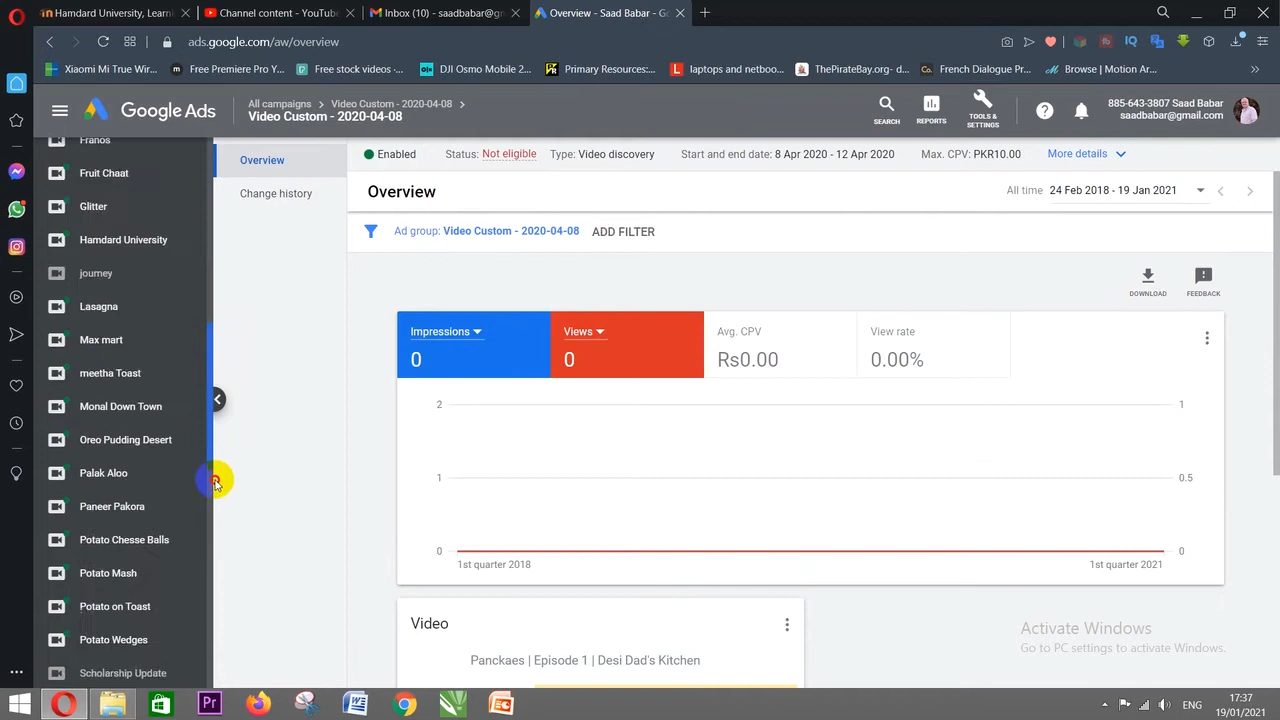 Hamdard University, Learni
Channel content - YouTube
Inbox (10) - saadbabar@gm
Overview - Saad Babar - Go
ads.google.com/aw/overview
Xiaomi Mi True Wir...
Free Premiere Pro Y...
Free stock videos -...
DJI Osmo Mobile 2...
Primary Resources:...
laptops and netboo...
ThePirateBay.org- d...
French Dialogue Pr...
Browse | Motion Ar...
Google Ads
All campaigns
Video Custom - 2020-04-08
Video Custom - 2020-04-08
SEARCH
REPORTS
TOOLS &
SETTINGS
885-643-3807 Saad Babar
saadbabar@gmail.com
Franos
Fruit Chaat
Glitter
Hamdard University
journey
Lasagna
Max mart
meetha Toast
Monal Down Town
Oreo Pudding Desert
Palak Aloo
Paneer Pakora
Potato Chesse Balls
Potato Mash
Potato on Toast
Potato Wedges
Scholarship Update
Overview
Change history
Enabled
Status: Not eligible
Type: Video discovery
Start and end date: 8 Apr 2020 - 12 Apr 2020
Max. CPV: PKR10.00
More details
Overview
All time 24 Feb 2018 - 19 Jan 2021
Ad group: Video Custom - 2020-04-08
ADD FILTER
DOWNLOAD
FEEDBACK
Impressions
0
Views
0
Avg. CPV
Rs0.00
View rate
0.00%
2
1
1
0.5
0
0
1st quarter 2018
1st quarter 2021
Video
Panckaes | Episode 1 | Desi Dad's Kitchen
Activate Windows
Go to PC settings to activate Windows.
ENG
17:37
19/01/2021